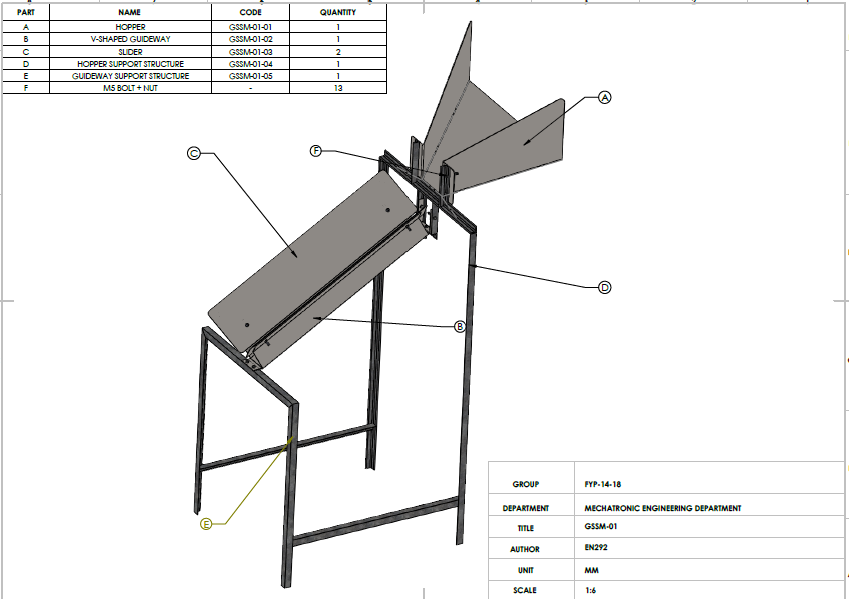 PART NAME CODE QUANTITY
A HOPPER GSSM-01-01 1
B V-SHAPED GUIDEWAY GSSM-01-02 1
C SLIDER GSSM-01-03 2
D HOPPER SUPPORT STRUCTURE GSSM-01-04 1
E GUIDEWAY SUPPORT STRUCTURE GSSM-01-05 1
F M5 BOLT + NUT - 13
A
C
F
D
B
E
GROUP FYP-14-18
DEPARTMENT MECHATRONIC ENGINEERING DEPARTMENT
TITLE GSSM-01
AUTHOR EN292
UNIT MM
SCALE 1:6